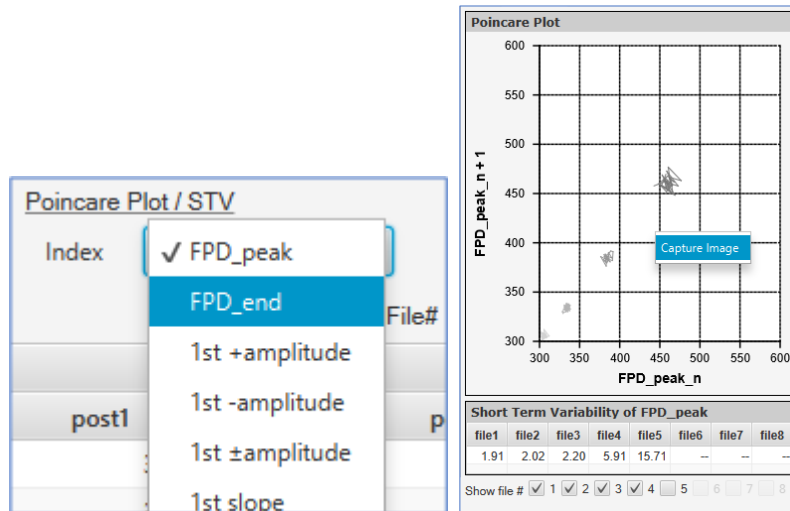 Poincare Plot / STV
Index
✓ FPD_peak
FPD_end
File#
1st +amplitude
1st -amplitude
post1
p
1st ±amplitude
1st slope
Poincare Plot
600
550
500
450
400
350
300
FPD_peak_n + 1
Capture Image
300 350 400 450 500 550 600
FPD_peak_n
Short Term Variability of FPD_peak
file1 file2 file3 file4 file5 file6 file7 file8
1.91 2.02 2.20 5.91 15.71 -- -- --
Show file # 1 2 3 4 5 6 7 8